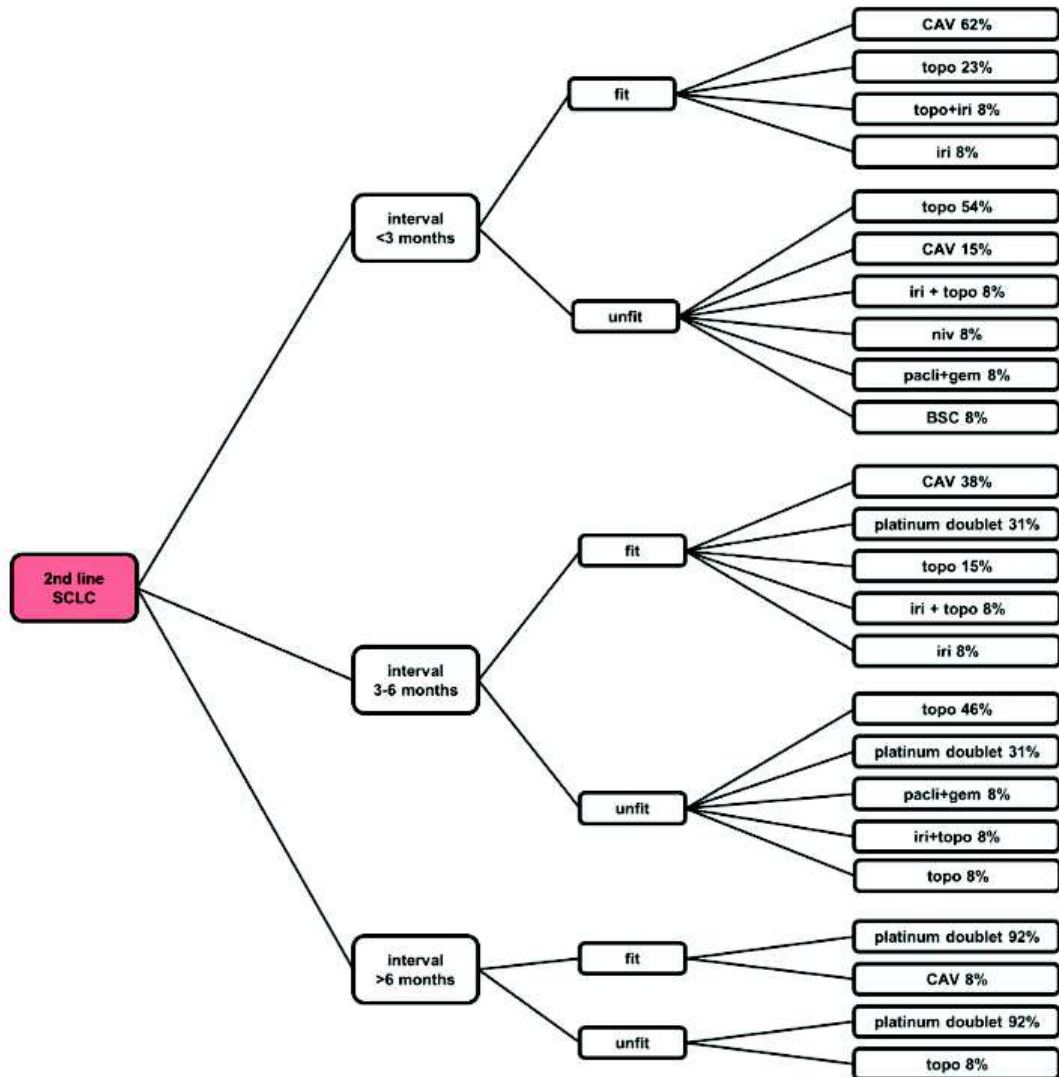 2nd line
SCLC
interval
<3 months
fit
CAV 62%
topo 23%
topo+iri 8%
iri 8%
unfit
topo 54%
CAV 15%
iri + topo 8%
niv 8%
pacli+gem 8%
BSC 8%
interval
3-6 months
fit
CAV 38%
platinum doublet 31%
topo 15%
iri + topo 8%
iri 8%
unfit
topo 46%
platinum doublet 31%
pacli+gem 8%
iri+topo 8%
topo 8%
interval
>6 months
fit
platinum doublet 92%
CAV 8%
unfit
platinum doublet 92%
topo 8%